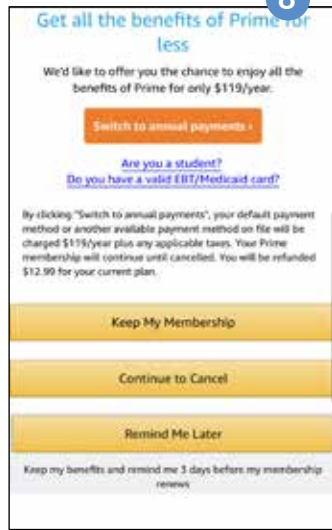 8
Get all the benefits of Prime for
less
We'd like to offer you the chance to enjoy all the
benefits of Prime for only $119/year.
Switch to annual payments ›
Are you a student?
Do you have a valid EBT/Medicaid card?
By clicking "Switch to annual payments", your default payment
method or another available payment method on file will be
charged $119/year plus any applicable taxes. Your Prime
membership will continue until cancelled. You will be refunded
$12.99 for your current plan.
Keep My Membership
Continue to Cancel
Remind Me Later
Keep my benefits and remind me 3 days before my membership
renews